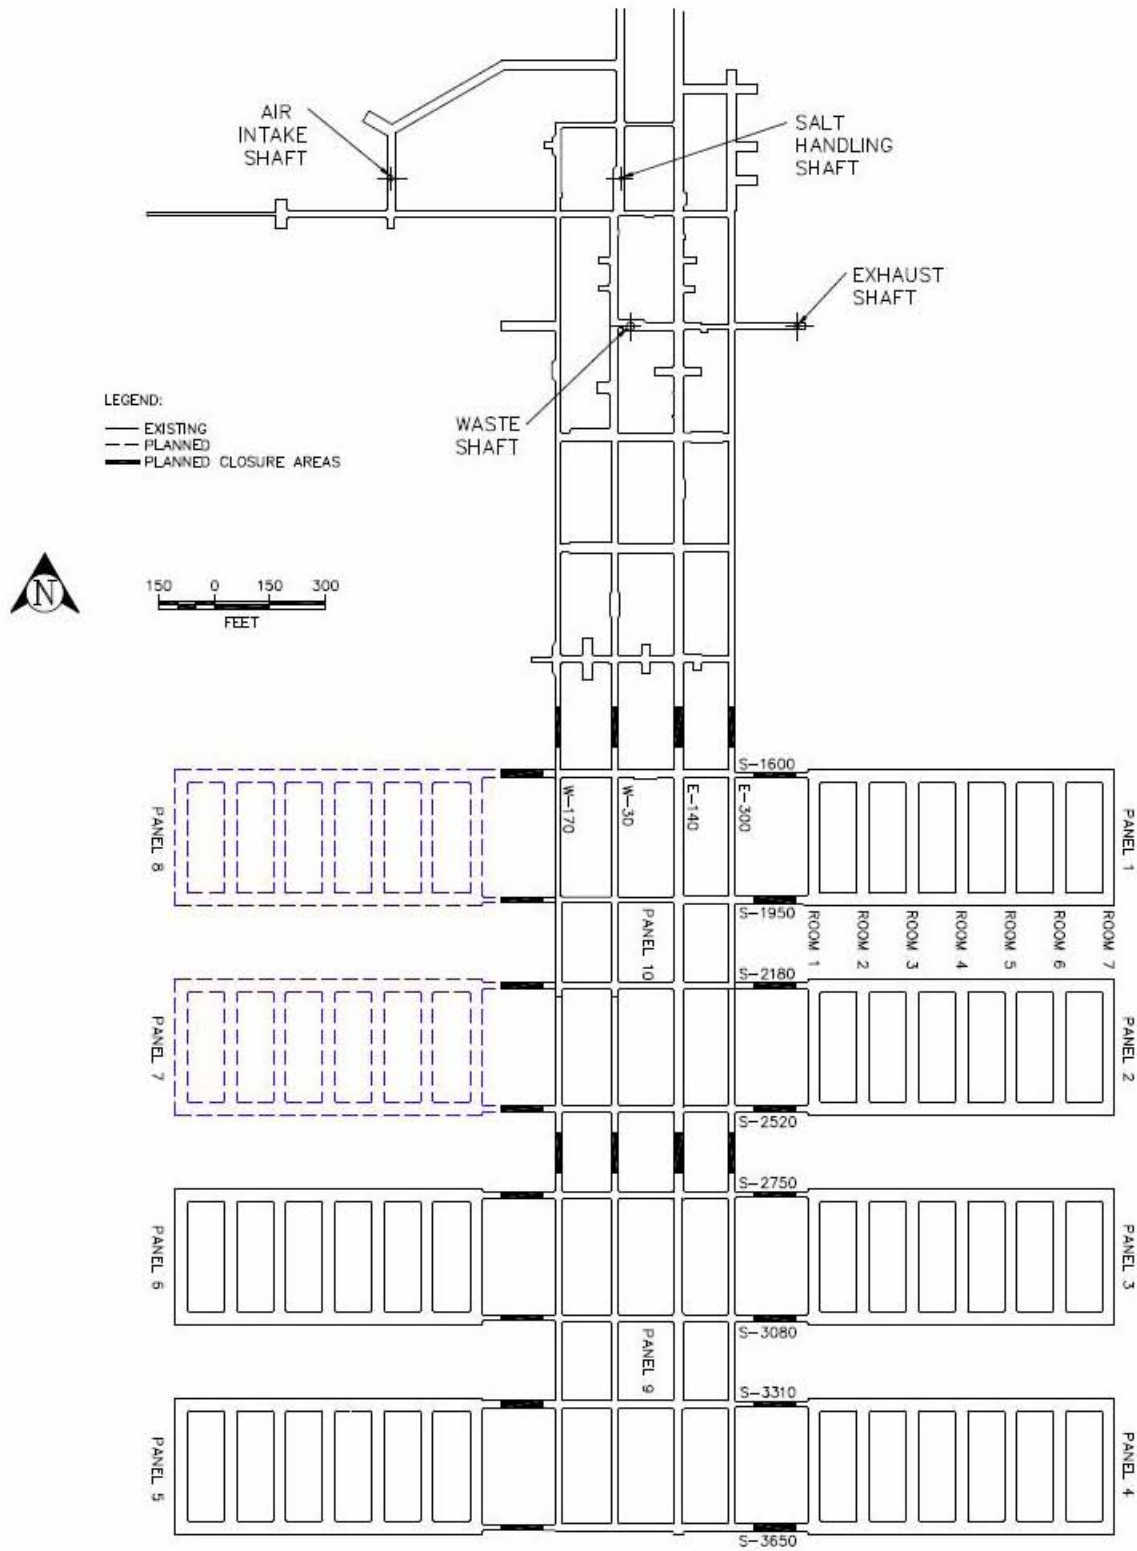 AIR
INTAKE
SHAFT
SALT
HANDLING
SHAFT
EXHAUST
SHAFT
WASTE
SHAFT
LEGEND:
EXISTING
PLANNED
PLANNED CLOSURE AREAS
N
150 0 150 300
FEET
S-1600
W-170
W-30
E-140
E-300
PANEL 8
PANEL 1
S-1950
PANEL 10
ROOM 1
ROOM 2
ROOM 3
ROOM 4
ROOM 5
ROOM 6
ROOM 7
S-2180
PANEL 7
PANEL 2
S-2520
S-2750
PANEL 6
PANEL 3
S-3080
PANEL 9
S-3310
PANEL 5
PANEL 4
S-3650